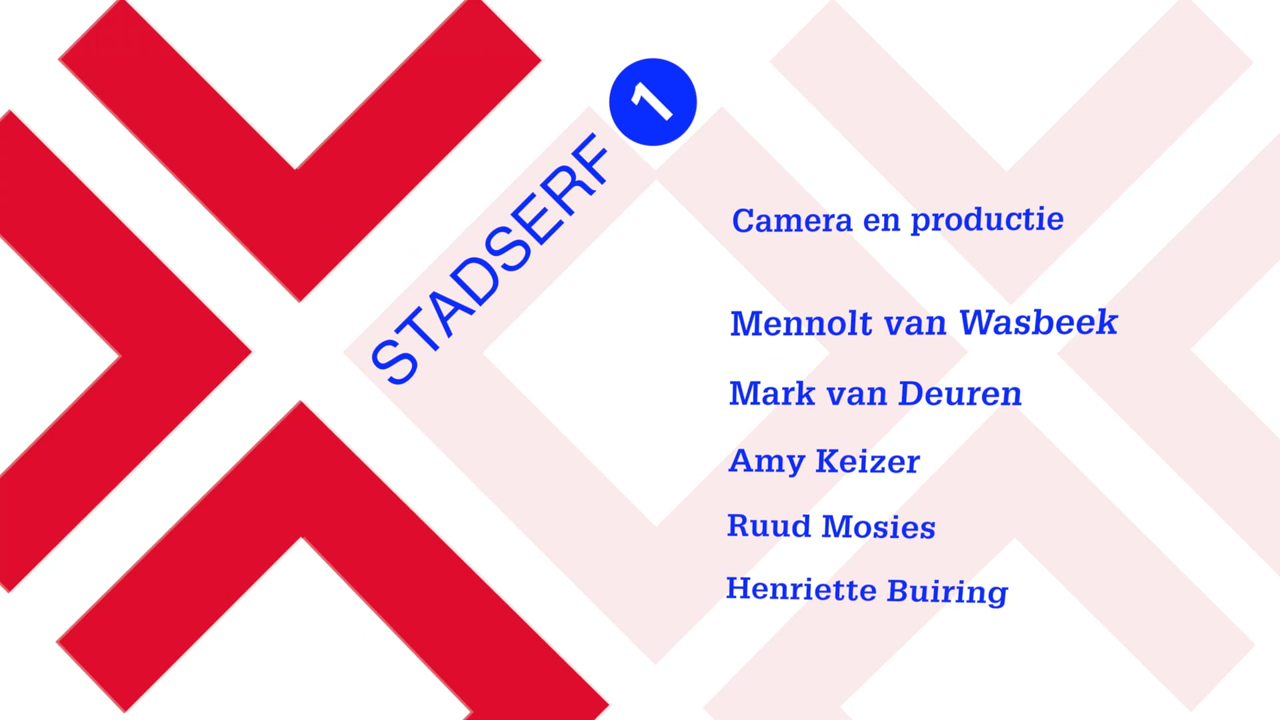 STADSERF 1
Camera en productie
Mennolt van Wasbeek
Mark van Deuren
Amy Keizer
Ruud Mosies
Henriette Buiring